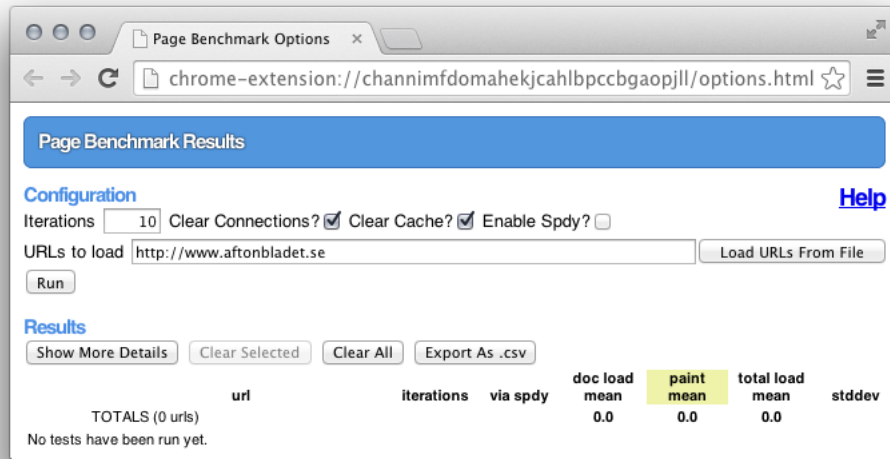 Page Benchmark Options
chrome-extension://channimfdomahekjcahlbpccbgaopjll/options.html
Page Benchmark Results
Configuration
Help
Iterations 10 Clear Connections? Clear Cache? Enable Spdy?
URLs to load http://www.aftonbladet.se Load URLs From File
Run
Results
Show More Details Clear Selected Clear All Export As .csv
url iterations via spdy doc load mean paint mean total load mean stddev
TOTALS (0 urls) 0.0 0.0 0.0
No tests have been run yet.